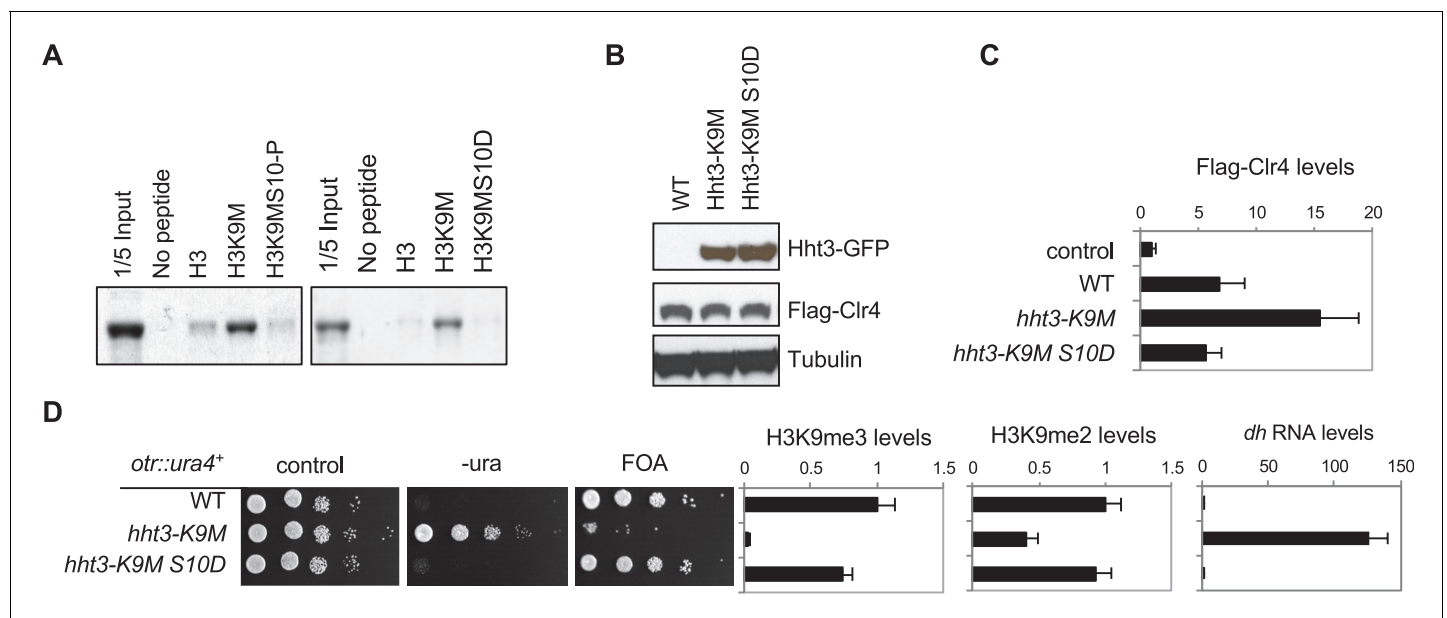 A
1/5 Input
No peptide
H3
H3K9M
H3K9MS10-P
1/5 Input
No peptide
H3
H3K9M
H3K9MS10D
B
WT
Hht3-K9M
Hht3-K9M S10D
Hht3-GFP
Flag-Clr4
Tubulin
C
Flag-Clr4 levels
0 5 10 15 20
control
WT
hht3-K9M
hht3-K9M S10D
D
otr::ura4+
control
-ura
FOA
WT
hht3-K9M
hht3-K9M S10D
H3K9me3 levels
0 0.5 1 1.5
H3K9me2 levels
0 0.5 1 1.5
dh RNA levels
0 50 100 150